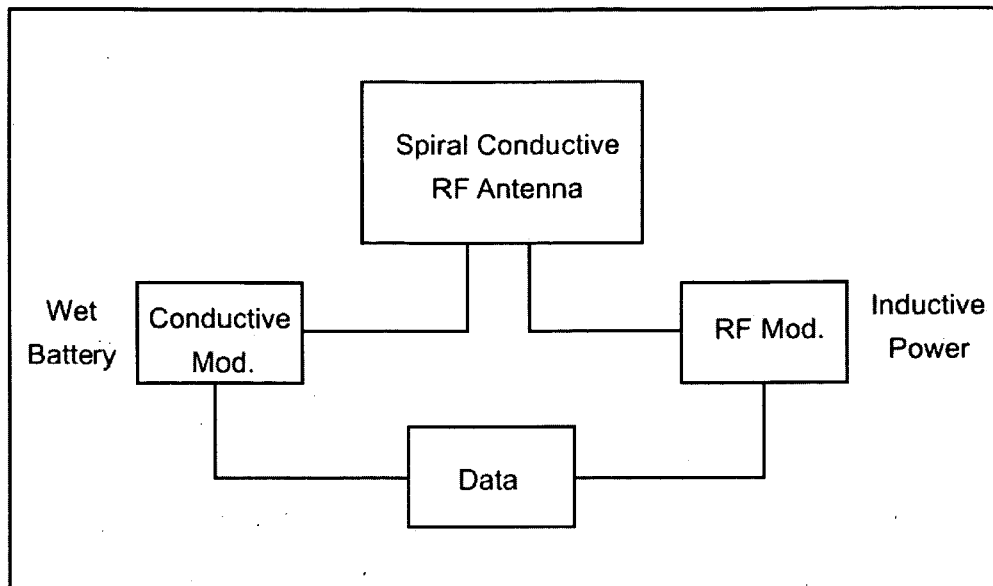 Spiral Conductive
RF Antenna
Wet
Battery
Conductive
Mod.
RF Mod.
Inductive
Power
Data